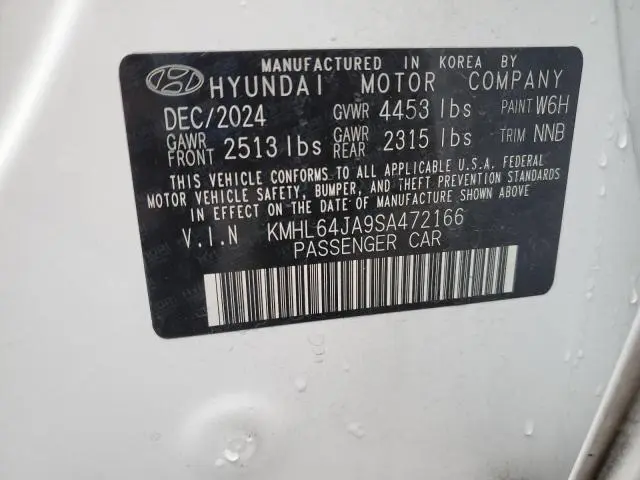 MANUFACTURED IN KOREA BY
HYUNDAI MOTOR COMPANY
DEC/2024 GVWR 4453 lbs PAINT W6H
GAWR FRONT 2513 lbs GAWR REAR 2315 lbs TRIM NNB
THIS VEHICLE CONFORMS TO ALL APPLICABLE U.S.A. FEDERAL
MOTOR VEHICLE SAFETY, BUMPER, AND THEFT PREVENTION STANDARDS
IN EFFECT ON THE DATE OF MANUFACTURE SHOWN ABOVE.
V.I.N KMHL64JA9SA472166
PASSENGER CAR